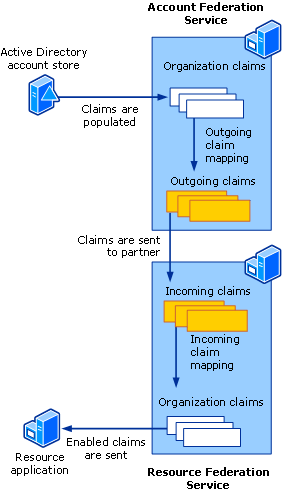 Account Federation
Service
Active Directory
account store
Organization claims
Claims are
populated
Outgoing
claim
mapping
Outgoing claims
Claims are sent
to partner
Incoming claims
Incoming
claim
mapping
Organization claims
Enabled claims
are sent
Resource
application
Resource Federation
Service